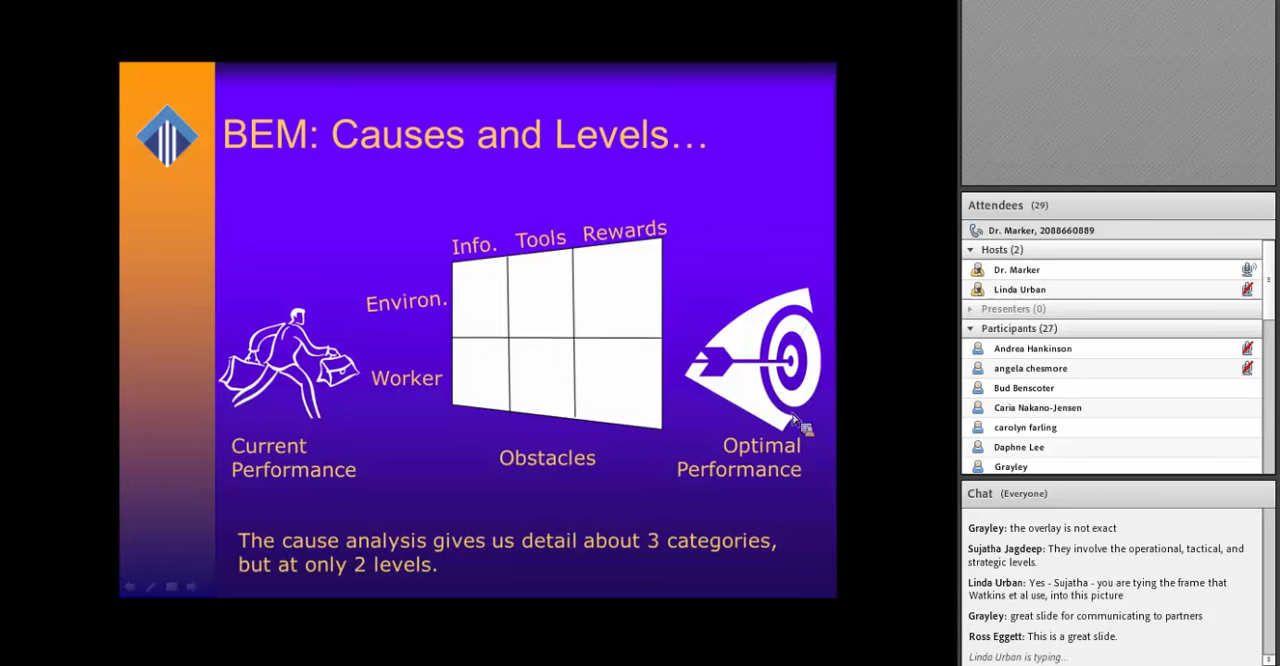 BEM: Causes and Levels…
Info. Tools Rewards
Environ.
Worker
Current
Performance
Obstacles
Optimal
Performance
The cause analysis gives us detail about 3 categories,
but at only 2 levels.
Attendees (29)
Dr. Marker, 2088660889
Hosts (2)
Dr. Marker
Linda Urban
Presenters (0)
Participants (27)
Andrea Hankinson
angela chesmore
Bud Benscoter
Caria Nakano-Jensen
carolyn farling
Daphne Lee
Grayley
Chat (Everyone)
Grayley: the overlay is not exact
Sujatha Jagdeep: They involve the operational, tactical, and
strategic levels.
Linda Urban: Yes - Sujatha - you are tying the frame that
Watkins et al use, into this picture
Grayley: great slide for communicating to partners
Ross Eggett: This is a great slide.
Linda Urban is typing...